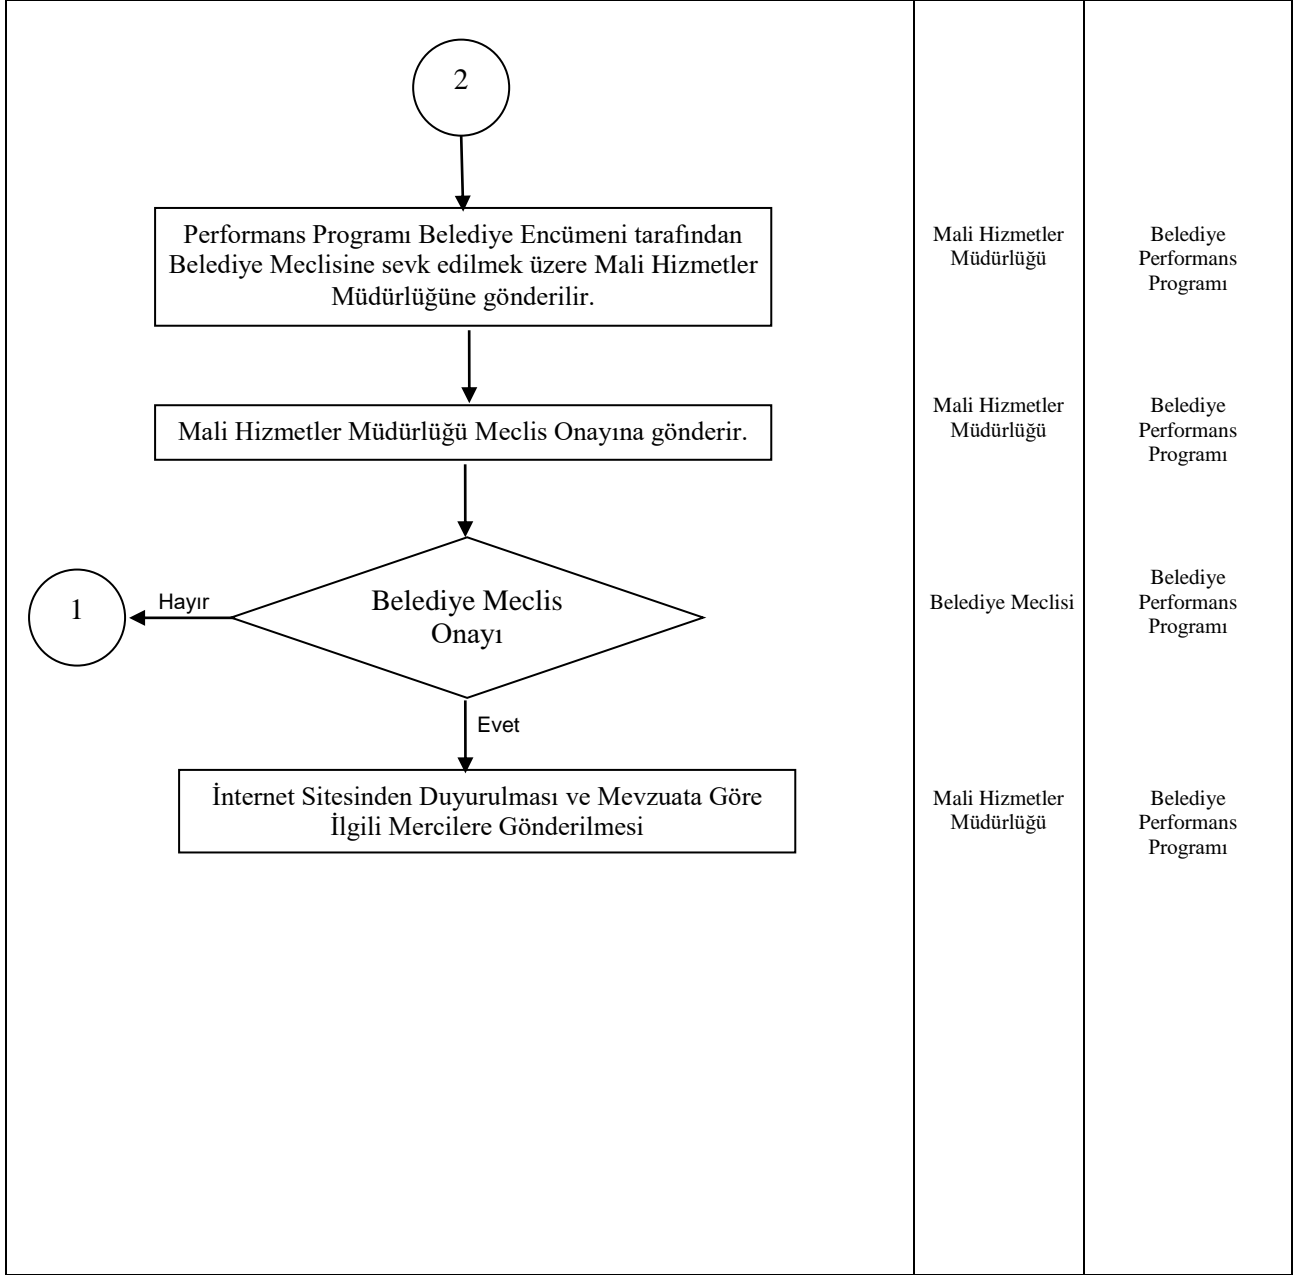 2
Performans Programı Belediye Encümeni tarafından
Belediye Meclisine sevk edilmek üzere Mali Hizmetler
Müdürlüğüne gönderilir.
Mali Hizmetler
Müdürlüğü
Belediye
Performans
Programı
Mali Hizmetler Müdürlüğü Meclis Onayına gönderir.
Mali Hizmetler
Müdürlüğü
Belediye
Performans
Programı
1
Hayır
Belediye Meclis
Onayı
Belediye Meclisi
Belediye
Performans
Programı
Evet
İnternet Sitesinden Duyurulması ve Mevzuata Göre
İlgili Mercilere Gönderilmesi
Mali Hizmetler
Müdürlüğü
Belediye
Performans
Programı